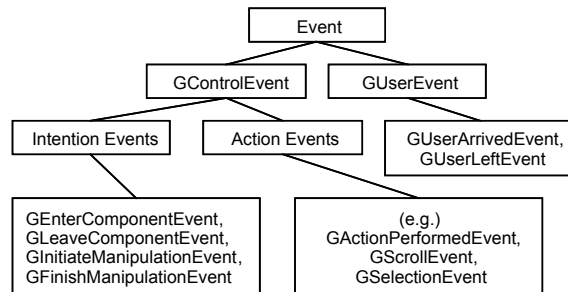 Event
GControlEvent
GUserEvent
Intention Events
Action Events
GUserArrivedEvent,
GUserLeftEvent
GEnterComponentEvent,
GLeaveComponentEvent,
GInitiateManipulationEvent,
GFinishManipulationEvent
(e.g.)
GActionPerformedEvent,
GScrollEvent,
GSelectionEvent